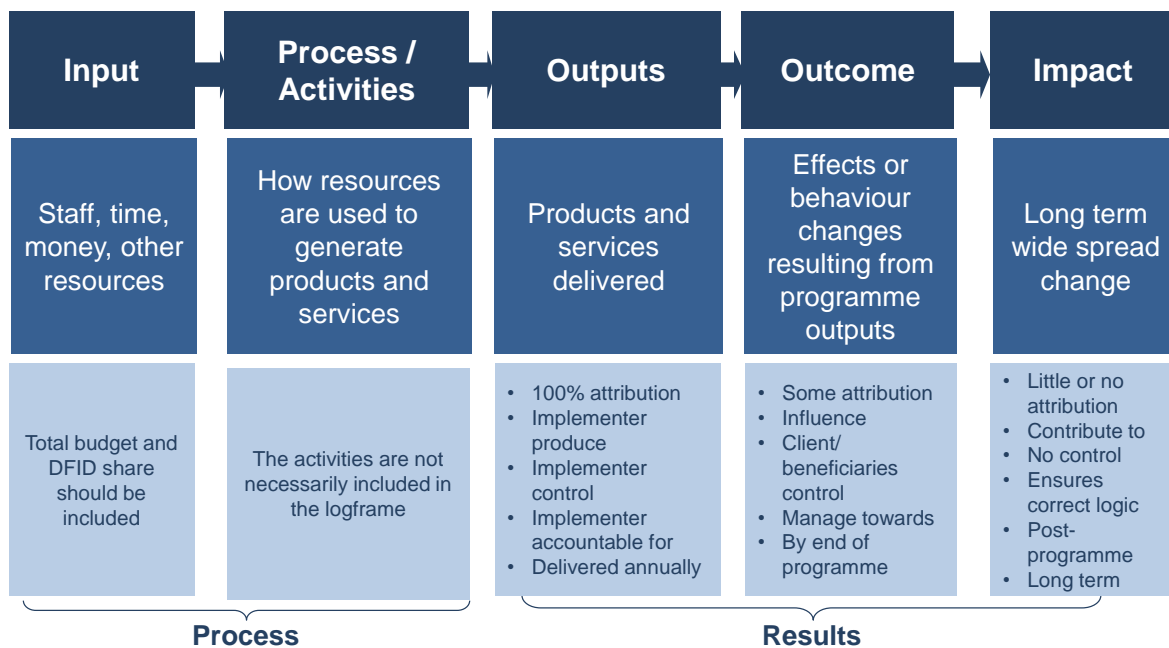 Input
Process /
Activities
Outputs
Outcome
Impact
Staff, time,
money, other
resources
How resources
are used to
generate
products and
services
Products and
services
delivered
Effects or
behaviour
changes
resulting from
programme
outputs
Long term
wide spread
change
Total budget and
DFID share
should be
included
The activities are not
necessarily included in
the logframe
• 100% attribution
• Implementer
produce
• Implementer
control
• Implementer
accountable for
• Delivered annually
• Some attribution
• Influence
• Client/
beneficiaries
control
• Manage towards
• By end of
programme
• Little or no
attribution
• Contribute to
• No control
• Ensures
correct logic
• Post-
programme
• Long term
Process
Results